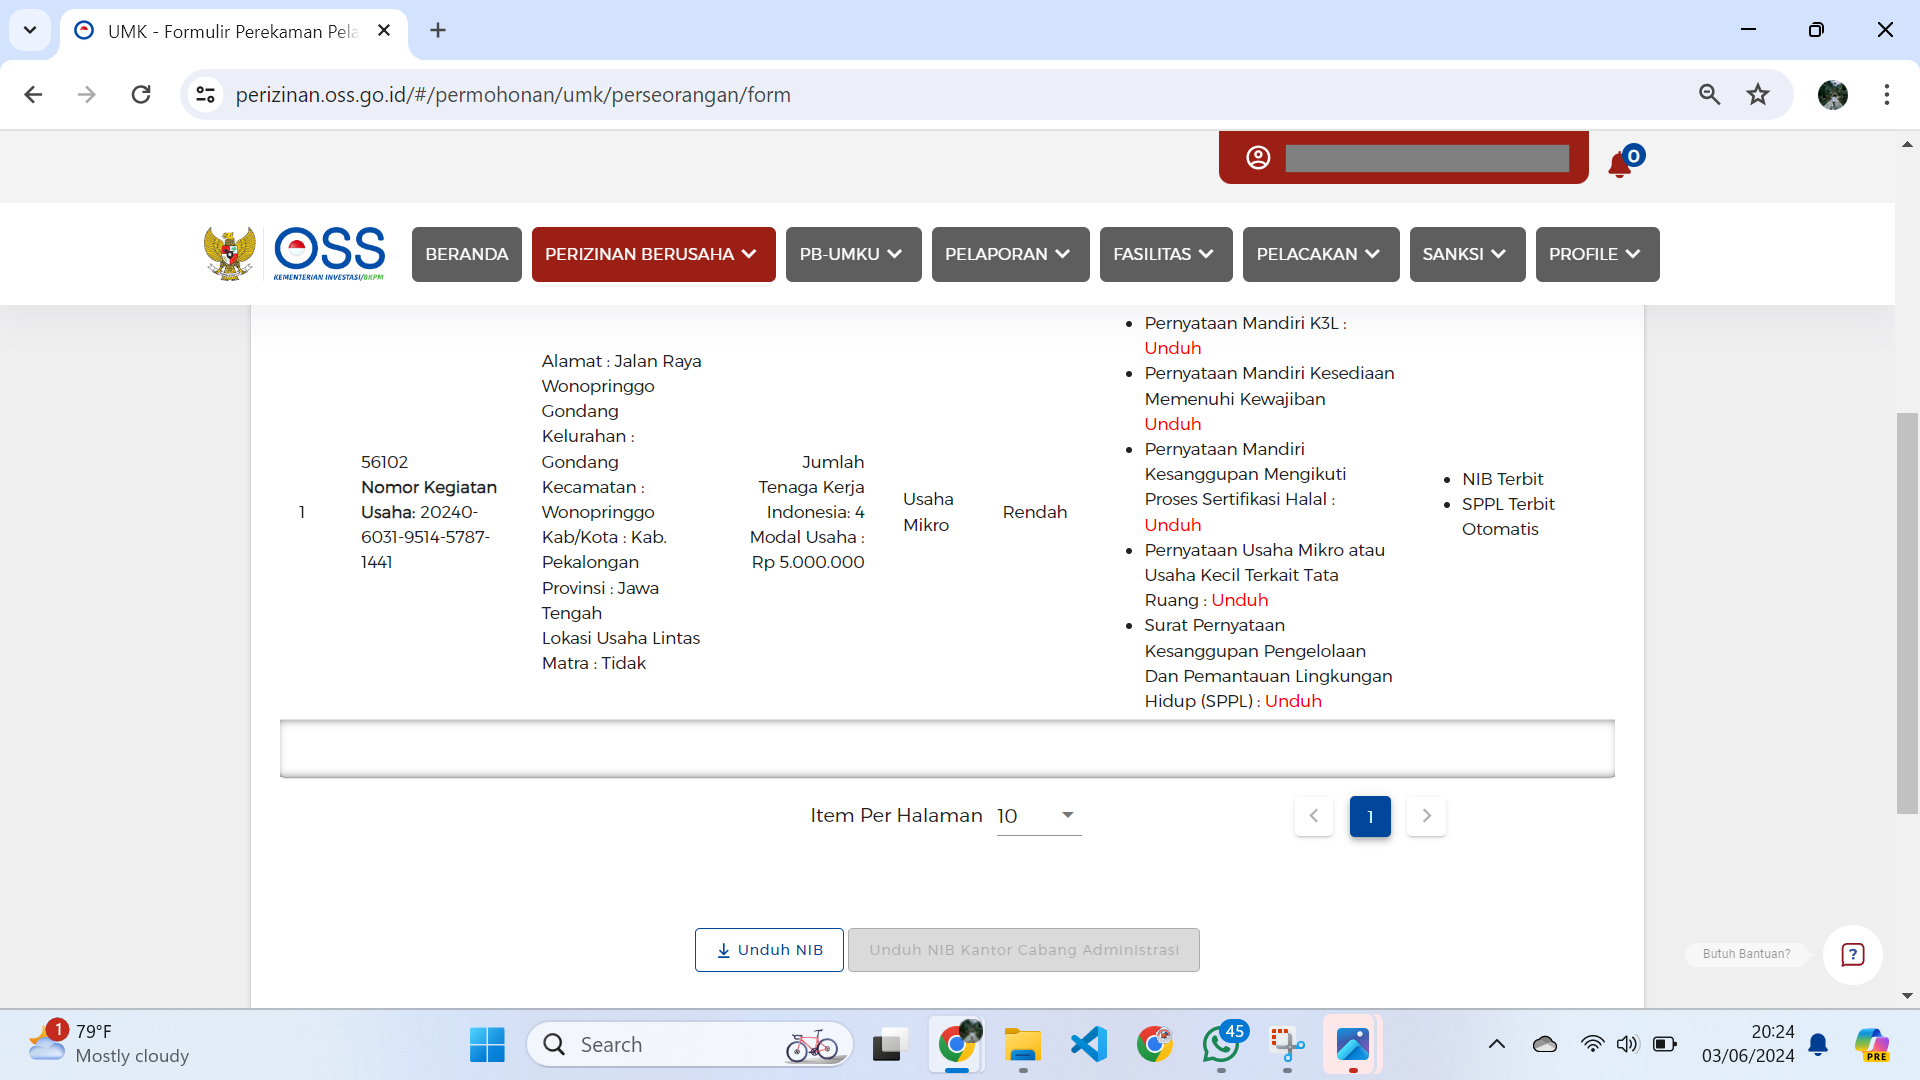 UMK - Formulir Perekaman Pela
perizinan.oss.go.id/#/permohonan/umk/perseorangan/form
0
OSS
KEMENTERIAN INVESTASI/BKPM
BERANDA
PERIZINAN BERUSAHA
PB-UMKU
PELAPORAN
FASILITAS
PELACAKAN
SANKSI
PROFILE
1
56102
Nomor Kegiatan
Usaha: 20240-
6031-9514-5787-
1441
Alamat : Jalan Raya
Wonopringgo
Gondang
Kelurahan :
Gondang
Kecamatan :
Wonopringgo
Kab/Kota : Kab.
Pekalongan
Provinsi : Jawa
Tengah
Lokasi Usaha Lintas
Matra : Tidak
Jumlah
Tenaga Kerja
Indonesia: 4
Modal Usaha :
Rp 5.000.000
Usaha
Mikro
Rendah
Pernyataan Mandiri K3L :
Unduh
Pernyataan Mandiri Kesediaan
Memenuhi Kewajiban
Unduh
Pernyataan Mandiri
Kesanggupan Mengikuti
Proses Sertifikasi Halal :
Unduh
Pernyataan Usaha Mikro atau
Usaha Kecil Terkait Tata
Ruang : Unduh
Surat Pernyataan
Kesanggupan Pengelolaan
Dan Pemantauan Lingkungan
Hidup (SPPL) : Unduh
NIB Terbit
SPPL Terbit
Otomatis
Item Per Halaman 10
1
Unduh NIB
Unduh NIB Kantor Cabang Administrasi
Butuh Bantuan?
1
79°F
Mostly cloudy
Search
45
20:24
03/06/2024
PRE